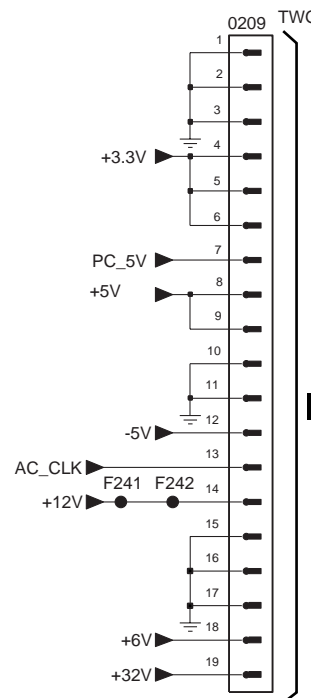 0209 TWO
1
2
3
+3.3V 4
5
6
PC_5V 7
+5V 8
9
10
11
-5V 12
AC_CLK 13
+12V F241 F242 14
15
16
17
+6V 18
+32V 19